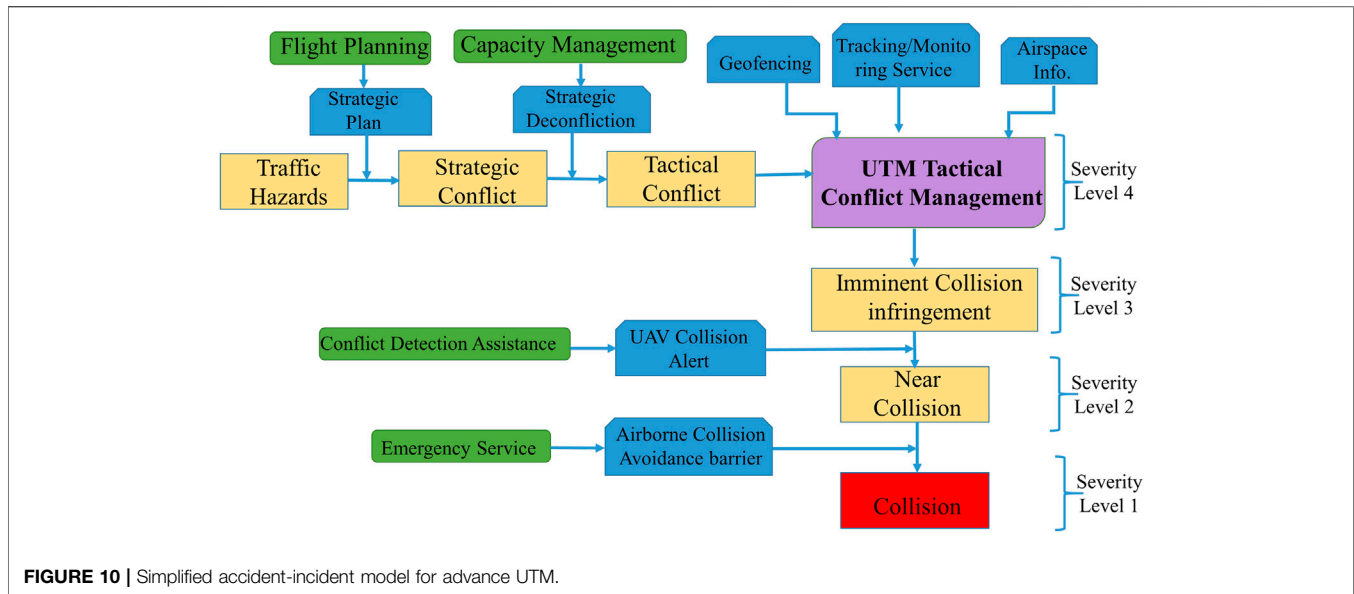 Flight Planning
Capacity Management
Geofencing
Tracking/Monito
ring Service
Airspace
Info.
Strategic
Plan
Strategic
Deconfliction
Traffic
Hazards
Strategic
Conflict
Tactical
Conflict
UTM Tactical
Conflict Management
Severity
Level 4
Imminent Collision
infringement
Severity
Level 3
Conflict Detection Assistance
UAV Collision
Alert
Near
Collision
Severity
Level 2
Emergency Service
Airborne Collision
Avoidance barrier
Collision
Severity
Level 1
FIGURE 10 | Simplified accident-incident model for advance UTM.